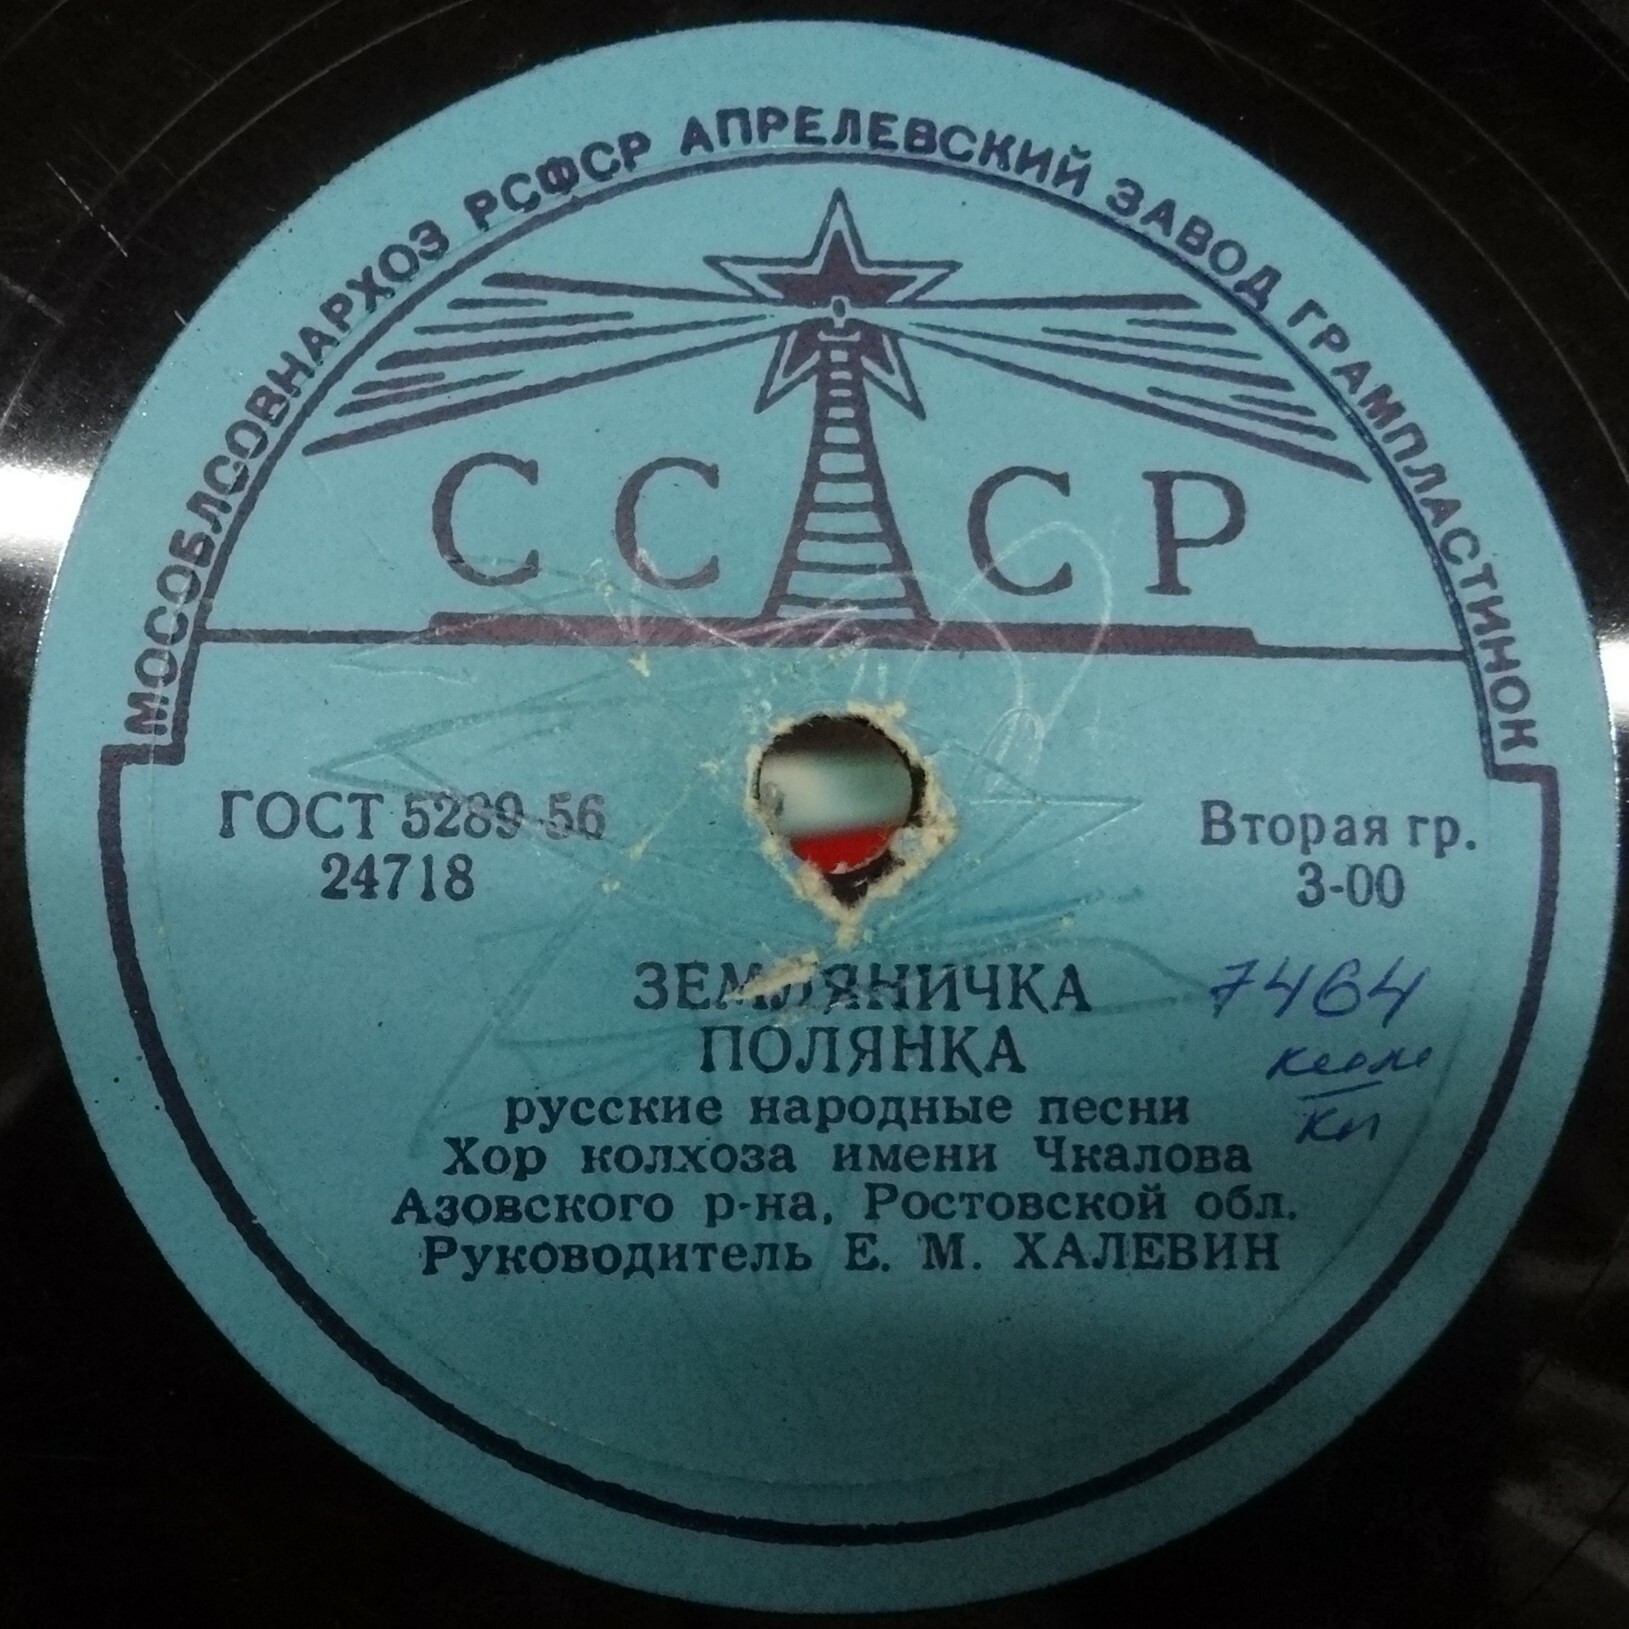 МОСОБЛСОВНАРХОЗ РСФСР АПРЕЛЕВСКИЙ ЗАВОД ГРАМПЛАСТИНОК
СССР
ГОСТ 5289-56
24718
Вторая гр.
3-00
ЗЕМЛЯНИЧКА
7464
ПОЛЯНКА
русские народные песни
Хор колхоза имени Чкалова
Азовского р-на, Ростовской обл.
Руководитель Е. М. ХАЛЕВИН